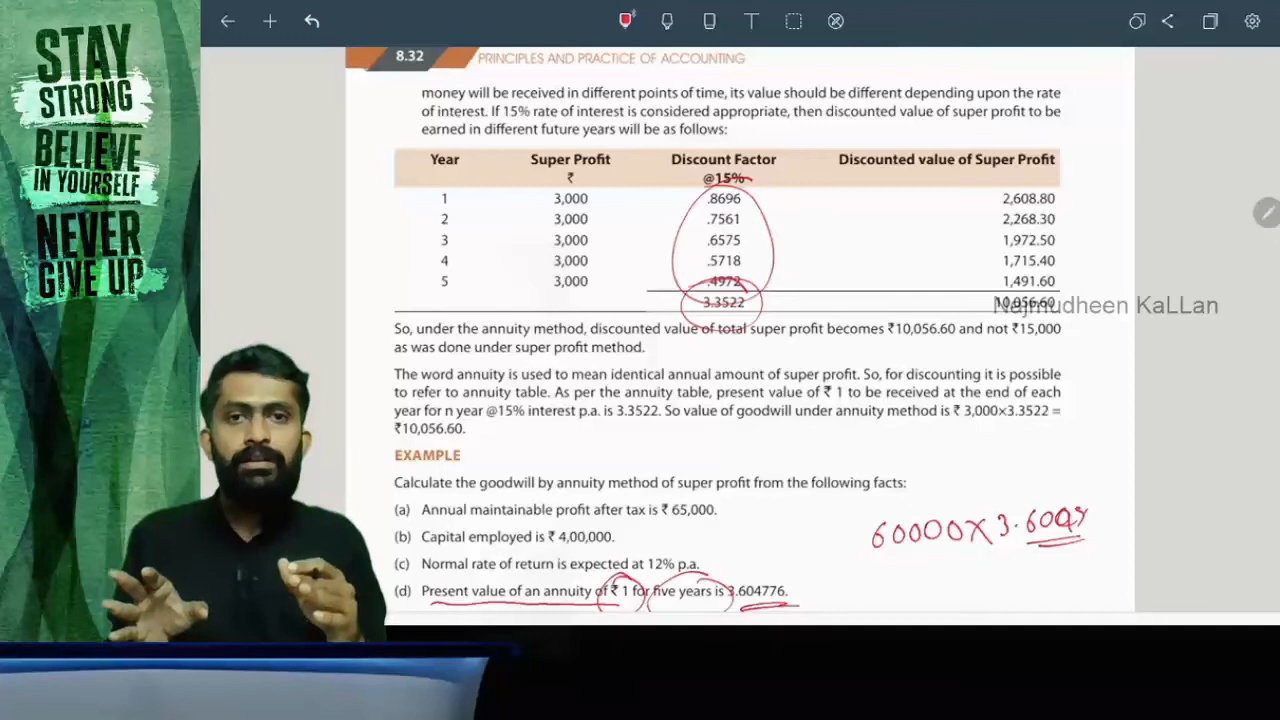 STAY
STRONG
BELIEVE
IN YOURSELF
NEVER
GIVE UP
8.32 PRINCIPLES AND PRACTICE OF ACCOUNTING
money will be received in different points of time, its value should be different depending upon the rate
of interest. If 15% rate of interest is considered appropriate, then discounted value of super profit to be
earned in different future years will be as follows:
Year Super Profit Discount Factor Discounted value of Super Profit
₹ @15%
1 3,000 .8696 2,608.80
2 3,000 .7561 2,268.30
3 3,000 .6575 1,972.50
4 3,000 .5718 1,715.40
5 3,000 .4972 1,491.60
3.3522 10,056.60
Najmudheen KaLLan
So, under the annuity method, discounted value of total super profit becomes ₹10,056.60 and not ₹15,000
as was done under super profit method.
The word annuity is used to mean identical annual amount of super profit. So, for discounting it is possible
to refer to annuity table. As per the annuity table, present value of ₹ 1 to be received at the end of each
year for n year @15% interest p.a. is 3.3522. So value of goodwill under annuity method is ₹ 3,000×3.3522 =
₹10,056.60.
EXAMPLE
Calculate the goodwill by annuity method of super profit from the following facts:
(a) Annual maintainable profit after tax is ₹ 65,000.
(b) Capital employed is ₹ 4,00,000.
(c) Normal rate of return is expected at 12% p.a.
(d) Present value of an annuity of ₹ 1 for five years is 3.604776.
60000 X